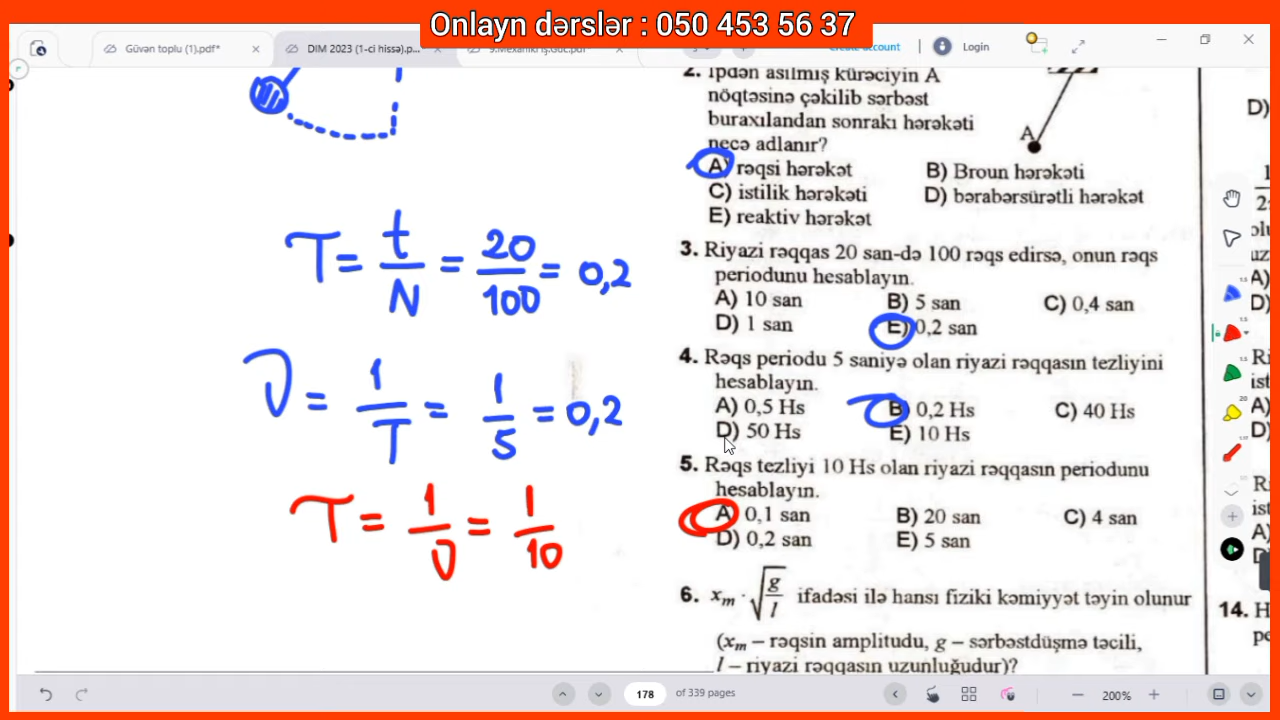 Onlayn dərslər : 050 453 56 37
Güvən toplu (1).pdf*
DIM 2023 (1-ci hissə)....
9.Mexaniki iş.Güc.pdf*
Create account
Login
2. İpdən asılmış kürəciyin A
nöqtəsinə çəkilib sərbəst
buraxılandan sonrakı hərəkəti
necə adlanır?
A
A) rəqsi hərəkət B) Broun hərəkəti
C) istilik hərəkəti D) bərabərsürətli hərəkət
E) reaktiv hərəkət
T = t/N = 20/100 = 0,2
3. Riyazi rəqqas 20 san-də 100 rəqs edirsə, onun rəqs
periodunu hesablayın.
A) 10 san B) 5 san C) 0,4 san
D) 1 san E) 0,2 san
ν = 1/T = 1/5 = 0,2
4. Rəqs periodu 5 saniyə olan riyazi rəqqasın tezliyini
hesablayın.
A) 0,5 Hs B) 0,2 Hs C) 40 Hs
D) 50 Hs E) 10 Hs
T = 1/ν = 1/10
5. Rəqs tezliyi 10 Hs olan riyazi rəqqasın periodunu
hesablayın.
A) 0,1 san B) 20 san C) 4 san
D) 0,2 san E) 5 san
6. xₘ · √(g/l) ifadəsi ilə hansı fiziki kəmiyyət təyin olunur
(xₘ – rəqsin amplitudu, g – sərbəstdüşmə təcili,
l – riyazi rəqqasın uzunluğudur)?
D)
A)
D)
A)
D)
A)
14. H
178 of 339 pages
200%